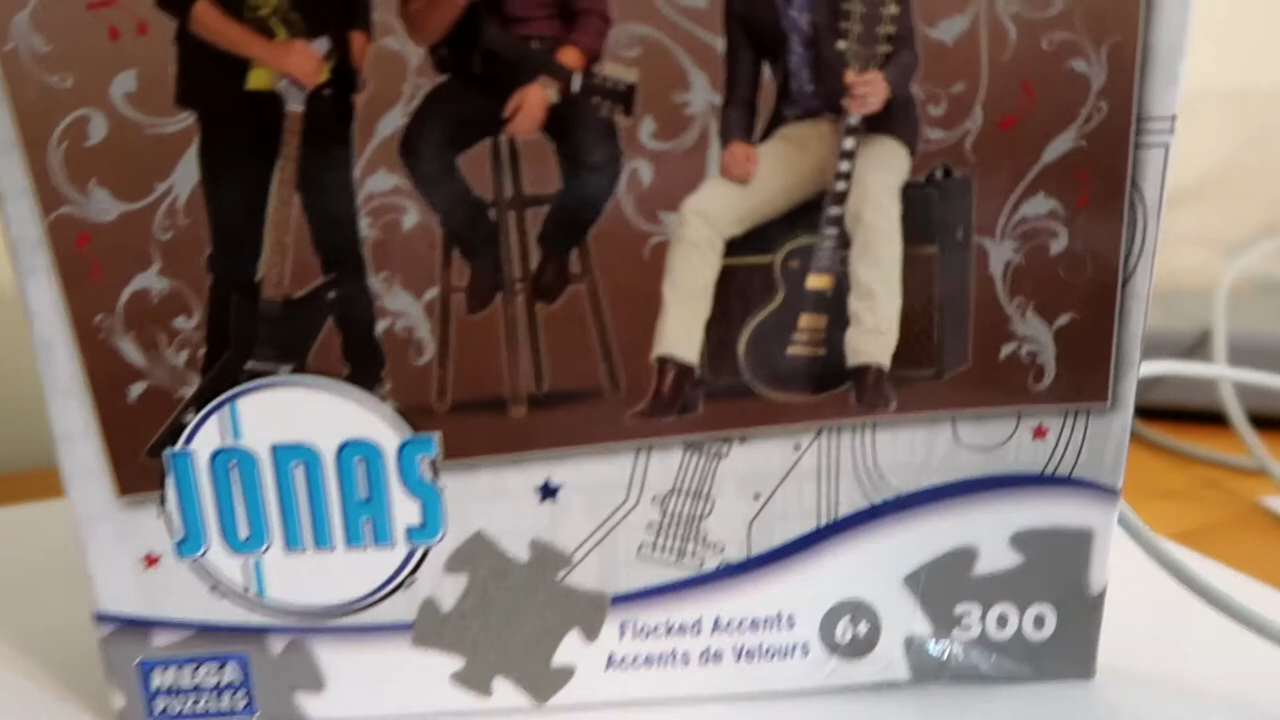 JONAS
Flocked Accents
Accents de Velours
6+
300
MEGA
PUZZLES